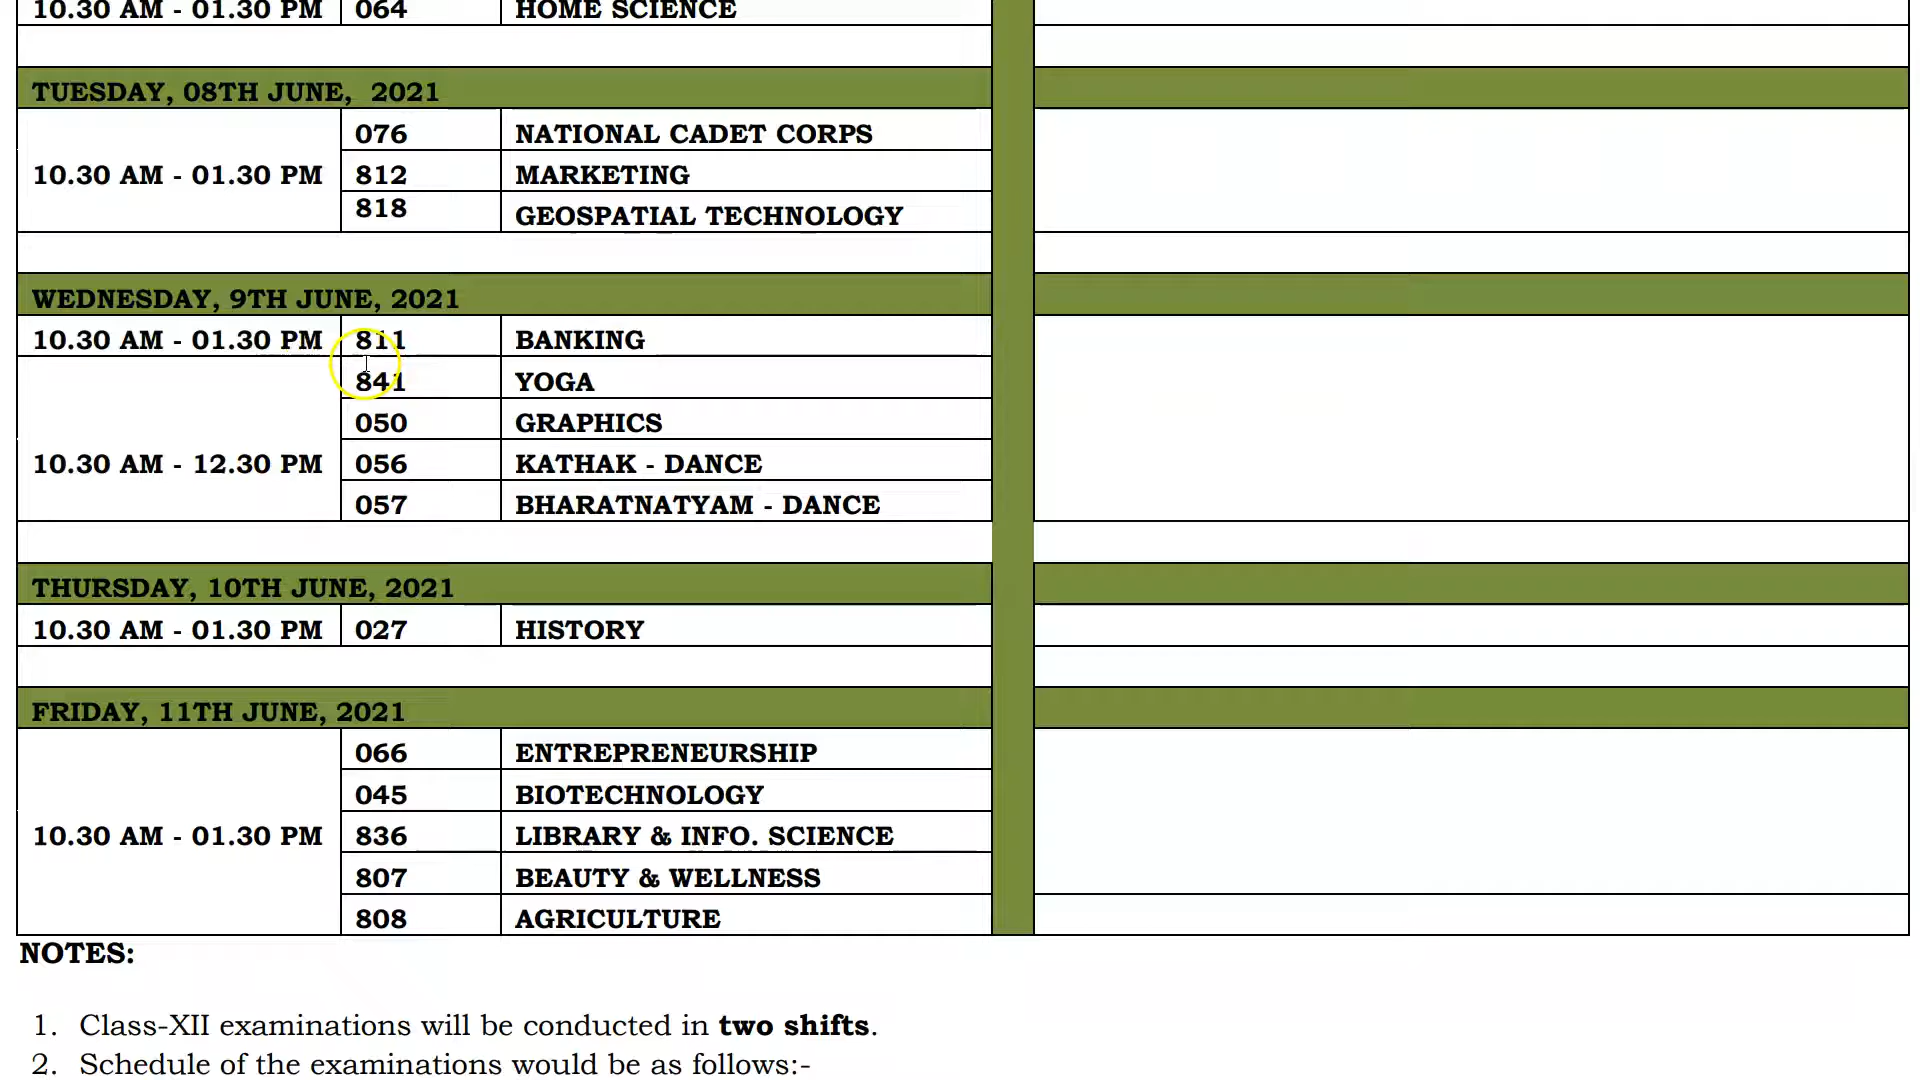 10.30 AM - 01.30 PM 064 HOME SCIENCE
TUESDAY, 08TH JUNE, 2021
076 NATIONAL CADET CORPS
10.30 AM - 01.30 PM 812 MARKETING
818 GEOSPATIAL TECHNOLOGY
WEDNESDAY, 9TH JUNE, 2021
10.30 AM - 01.30 PM 811 BANKING
841 YOGA
050 GRAPHICS
10.30 AM - 12.30 PM 056 KATHAK - DANCE
057 BHARATNATYAM - DANCE
THURSDAY, 10TH JUNE, 2021
10.30 AM - 01.30 PM 027 HISTORY
FRIDAY, 11TH JUNE, 2021
066 ENTREPRENEURSHIP
045 BIOTECHNOLOGY
10.30 AM - 01.30 PM 836 LIBRARY & INFO. SCIENCE
807 BEAUTY & WELLNESS
808 AGRICULTURE
NOTES:
1. Class-XII examinations will be conducted in two shifts.
2. Schedule of the examinations would be as follows:-